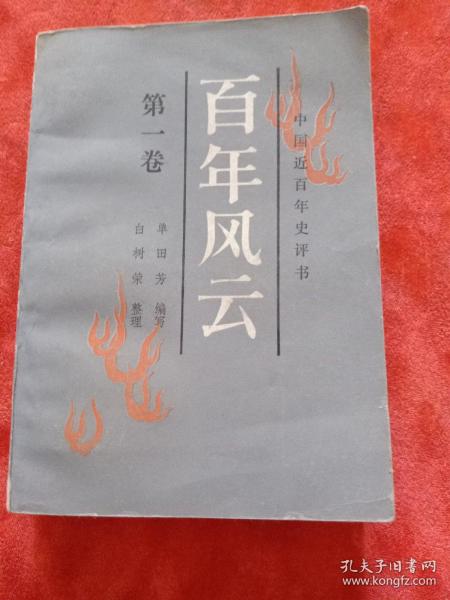 中国近百年史评书
百年风云
第一卷
单田芳 编写
白树荣 整理
孔夫子旧书网
www.kongfz.com